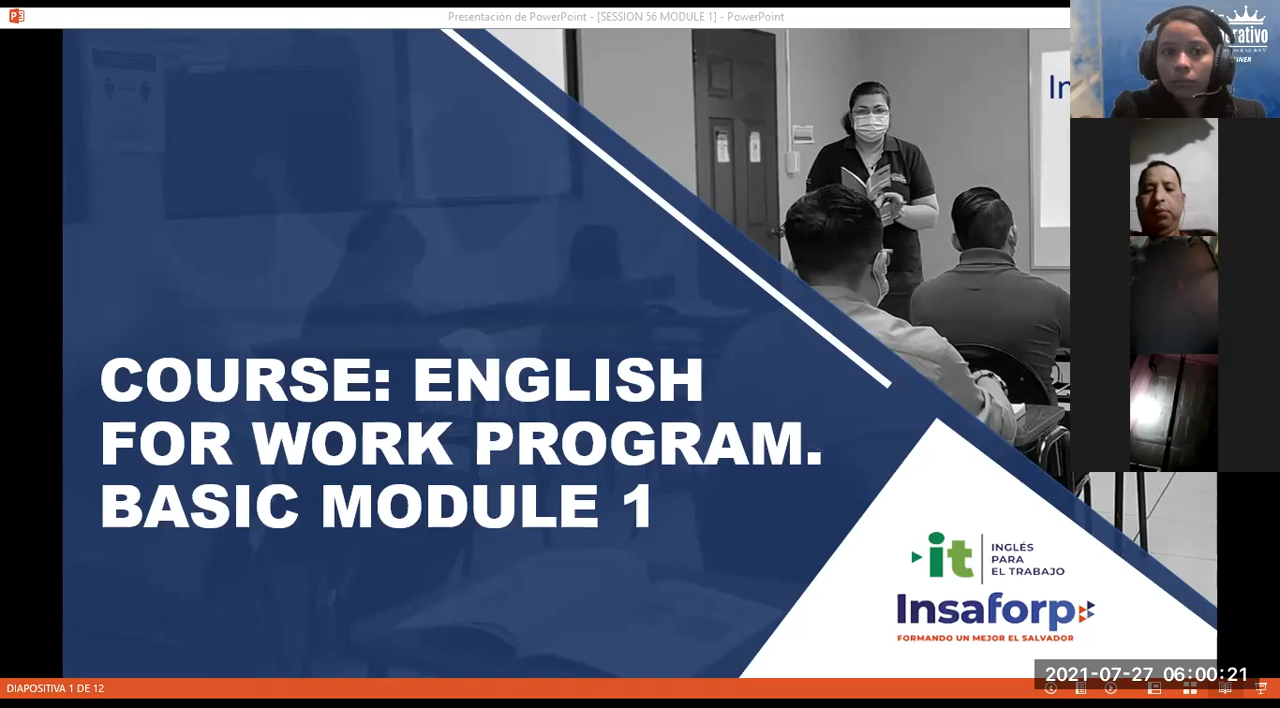 Presentación de PowerPoint - [SESSION 56 MODULE 1] - PowerPoint
COURSE: ENGLISH
FOR WORK PROGRAM.
BASIC MODULE 1
it
INGLÉS
PARA
EL TRABAJO
Insaforp
FORMANDO UN MEJOR EL SALVADOR
2021-07-27 06:00:21
DIAPOSITIVA 1 DE 12